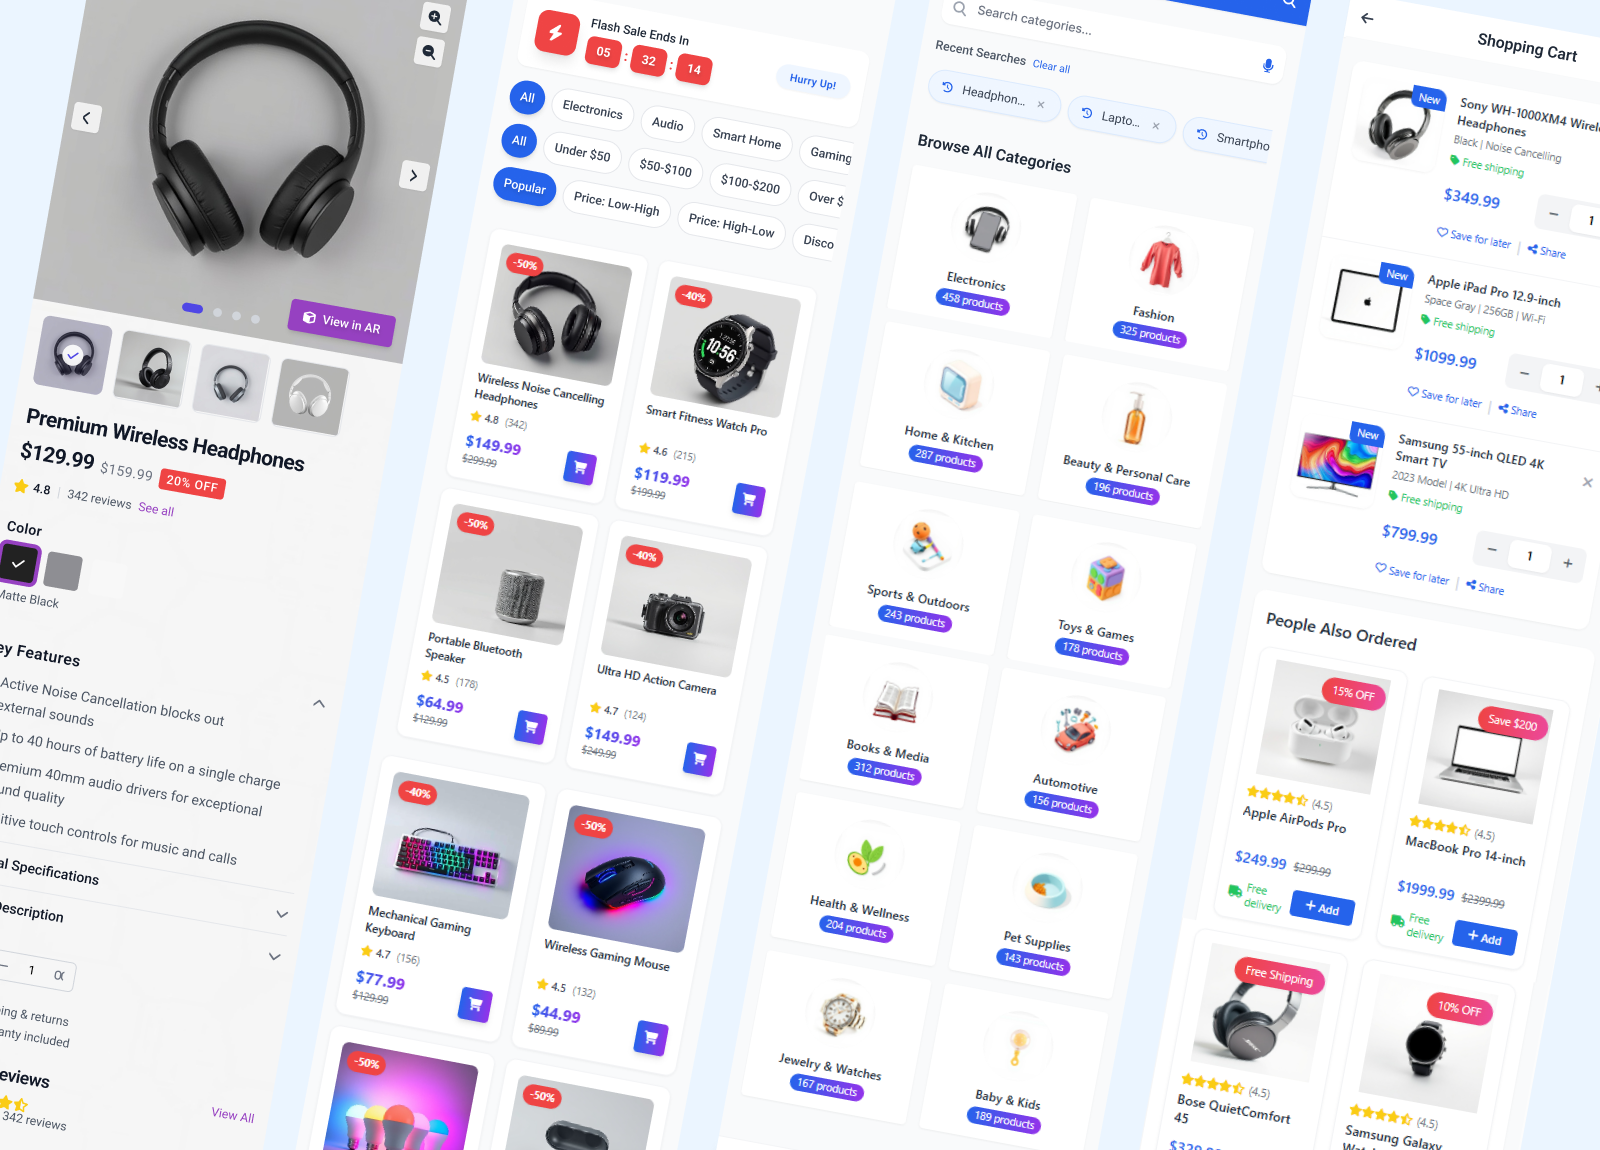 View in AR
Premium Wireless Headphones
$129.99 $159.99 20% OFF
4.8 342 reviews See all
Color
Matte Black
ey Features
Active Noise Cancellation blocks out
external sounds
p to 40 hours of battery life on a single charge
emium 40mm audio drivers for exceptional
und quality
itive touch controls for music and calls
al Specifications
Description
1
ing & returns
anty included
eviews
342 reviews
View All
Flash Sale Ends In
05 : 32 : 14
Hurry Up!
All Electronics Audio Smart Home Gaming
All Under $50 $50-$100 $100-$200 Over $
Popular Price: Low-High Price: High-Low Disco
-50%
Wireless Noise Cancelling
Headphones
4.8 (342)
$149.99
$299.99
-40%
Smart Fitness Watch Pro
4.6 (215)
$119.99
$199.99
10:56
-50%
Portable Bluetooth
Speaker
4.5 (178)
$64.99
$129.99
-40%
Ultra HD Action Camera
4.7 (124)
$149.99
$249.99
-40%
Mechanical Gaming
Keyboard
4.7 (156)
$77.99
$129.99
-50%
Wireless Gaming Mouse
4.5 (132)
$44.99
$89.99
-50%
-50%
Search categories...
Recent Searches Clear all
Headphon... × Lapto... × Smartpho
Browse All Categories
Electronics
458 products
Fashion
325 products
Home & Kitchen
287 products
Beauty & Personal Care
196 products
Sports & Outdoors
243 products
Toys & Games
178 products
Books & Media
312 products
Automotive
156 products
Health & Wellness
204 products
Pet Supplies
143 products
Jewelry & Watches
167 products
Baby & Kids
189 products
Shopping Cart
New
Sony WH-1000XM4 Wirele
Headphones
Black | Noise Cancelling
Free shipping
$349.99
− 1
Save for later | Share
New
Apple iPad Pro 12.9-inch
Space Gray | 256GB | Wi-Fi
Free shipping
$1099.99
− 1 +
Save for later | Share
New
Samsung 55-inch QLED 4K
Smart TV
2023 Model | 4K Ultra HD
Free shipping
$799.99
− 1 +
Save for later | Share
People Also Ordered
15% OFF
(4.5)
Apple AirPods Pro
$249.99 $299.99
Free
delivery
+ Add
Save $200
(4.5)
MacBook Pro 14-inch
$1999.99 $2399.99
Free
delivery
+ Add
Free Shipping
BOSE
(4.5)
Bose QuietComfort
45
10% OFF
(4.5)
Samsung Galaxy